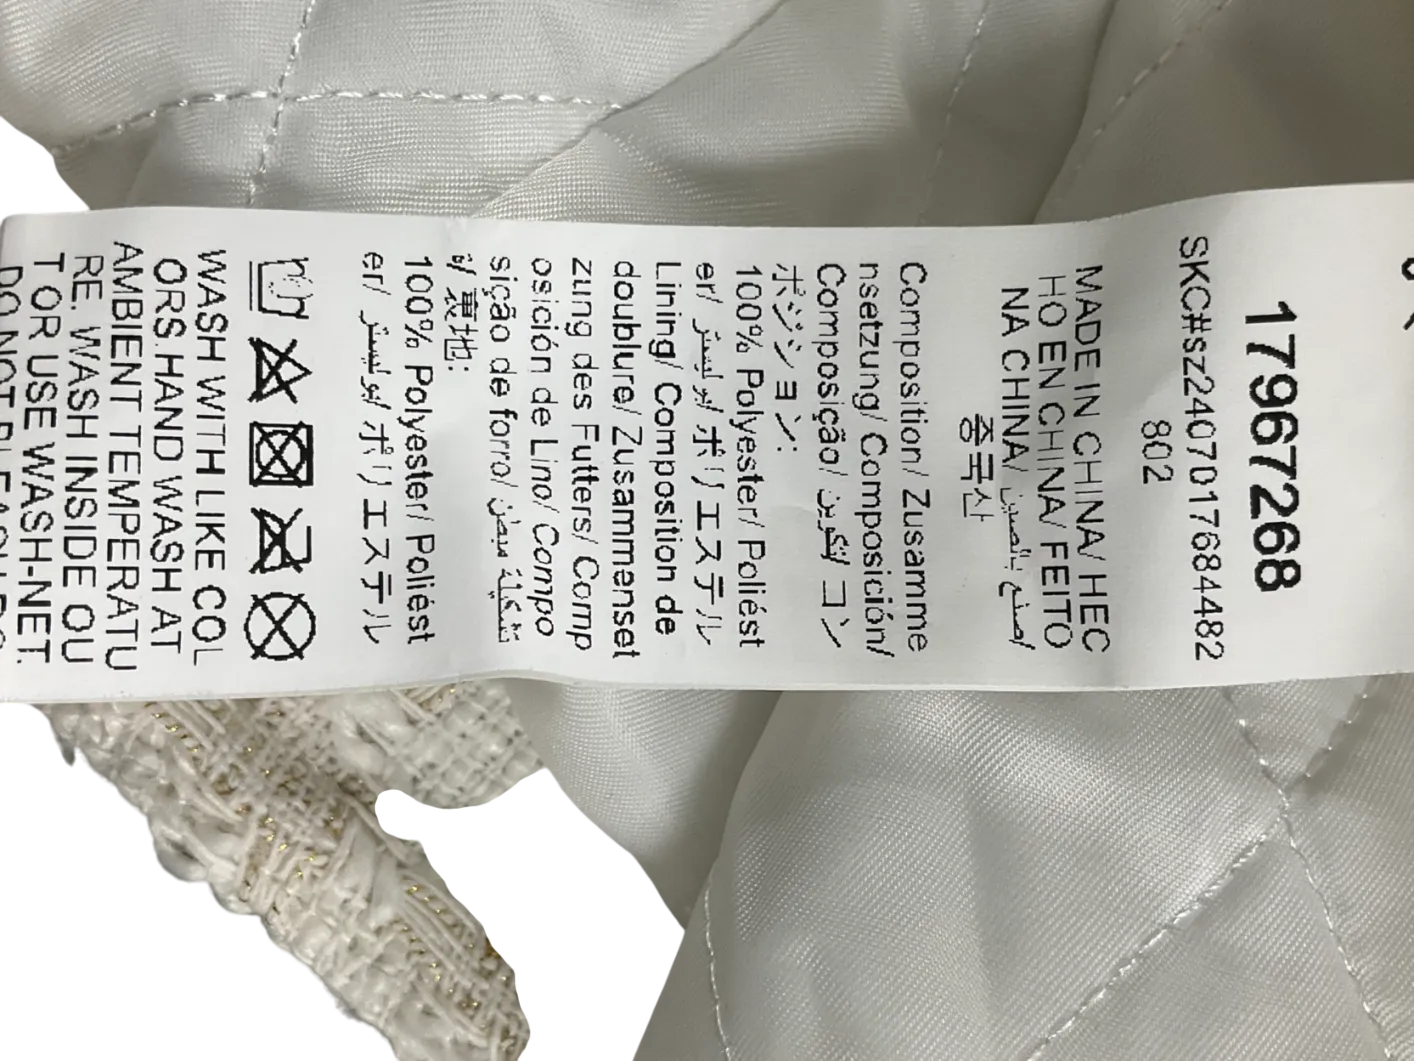 17967268
SKC#sz2407017684482
802
MADE IN CHINA/ HEC
HO EN CHINA/ FEITO
NA CHINA/ صنع بالصين/
중국산
Composition/ Zusamme
nsetzung/ Composición/
Composição/ تكوين/ コン
ポジション:
100% Polyester/ Poliést
er/ بوليستر/ ポリエステル
Lining/ Composition de
doublure/ Zusammenset
zung des Futters/ Comp
osición de Lino/ Compo
sição de forro/ تشكيلة مبطن
/ 裏地:
100% Polyester/ Poliést
er/ بوليستر/ ポリエステル
WASH WITH LIKE COL
ORS.HAND WASH AT
AMBIENT TEMPERATU
RE. WASH INSIDE OU
T OR USE WASH-NET.
DO NOT